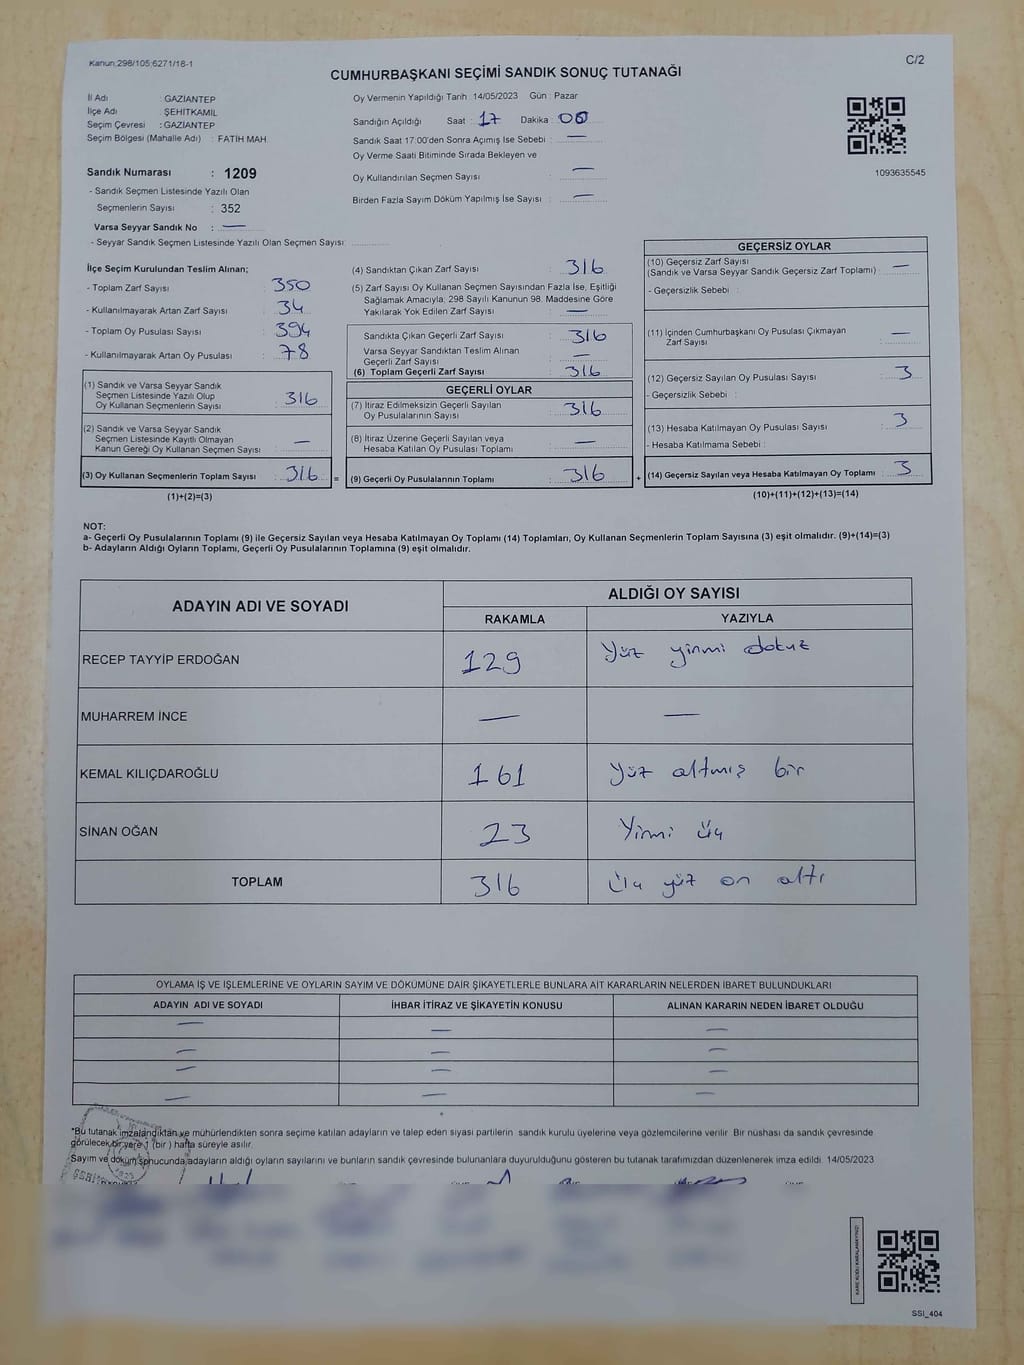 Kanun:298/105;6271/18-1
C/2
CUMHURBAŞKANI SEÇİMİ SANDIK SONUÇ TUTANAĞI
İl Adı : GAZİANTEP
İlçe Adı : ŞEHİTKAMİL
Seçim Çevresi : GAZİANTEP
Seçim Bölgesi (Mahalle Adı) : FATİH MAH.
Oy Vermenin Yapıldığı Tarih :14/05/2023 Gün : Pazar
Sandığın Açıldığı Saat : 17 Dakika : 00
Sandık Saat 17:00'den Sonra Açımış İse Sebebi : —
Oy Verme Saati Bitiminde Sırada Bekleyen ve
Oy Kullandırılan Seçmen Sayısı : —
Birden Fazla Sayım Döküm Yapılmış İse Sayısı : —
1093635545
Sandık Numarası : 1209
- Sandık Seçmen Listesinde Yazılı Olan
Seçmenlerin Sayısı : 352
Varsa Seyyar Sandık No : —
- Seyyar Sandık Seçmen Listesinde Yazılı Olan Seçmen Sayısı:
İlçe Seçim Kurulundan Teslim Alınan;
- Toplam Zarf Sayısı : 350
- Kullanılmayarak Artan Zarf Sayısı : 34
- Toplam Oy Pusulası Sayısı : 394
- Kullanılmayarak Artan Oy Pusulası : 78
(1) Sandık ve Varsa Seyyar Sandık
Seçmen Listesinde Yazılı Olup
Oy Kullanan Seçmenlerin Sayısı : 316
(2) Sandık ve Varsa Seyyar Sandık
Seçmen Listesinde Kayıtlı Olmayan
Kanun Gereği Oy Kullanan Seçmen Sayısı : —
(3) Oy Kullanan Seçmenlerin Toplam Sayısı : 316 =
(1)+(2)=(3)
(4) Sandıktan Çıkan Zarf Sayısı : 316
(5) Zarf Sayısı Oy Kullanan Seçmen Sayısından Fazla İse, Eşitliği
Sağlamak Amacıyla; 298 Sayılı Kanunun 98. Maddesine Göre
Yakılarak Yok Edilen Zarf Sayısı : —
Sandıkta Çıkan Geçerli Zarf Sayısı : 316
Varsa Seyyar Sandıktan Teslim Alınan
Geçerli Zarf Sayısı : —
(6) Toplam Geçerli Zarf Sayısı : 316
GEÇERLİ OYLAR
(7) İtiraz Edilmeksizin Geçerli Sayılan
Oy Pusulalarının Sayısı : 316
(8) İtiraz Üzerine Geçerli Sayılan veya
Hesaba Katılan Oy Pusulası Toplamı : —
(9) Geçerli Oy Pusulalarının Toplamı : 316 +
GEÇERSİZ OYLAR
(10) Geçersiz Zarf Sayısı
(Sandık ve Varsa Seyyar Sandık Geçersiz Zarf Toplamı) : —
- Geçersizlik Sebebi :
(11) İçinden Cumhurbaşkanı Oy Pusulası Çıkmayan
Zarf Sayısı : —
(12) Geçersiz Sayılan Oy Pusulası Sayısı : 3
- Geçersizlik Sebebi :
(13) Hesaba Katılmayan Oy Pusulası Sayısı : 3
- Hesaba Katılmama Sebebi :
(14) Geçersiz Sayılan veya Hesaba Katılmayan Oy Toplamı : 3
(10)+(11)+(12)+(13)=(14)
NOT:
a- Geçerli Oy Pusulalarının Toplamı (9) ile Geçersiz Sayılan veya Hesaba Katılmayan Oy Toplamı (14) Toplamları, Oy Kullanan Seçmenlerin Toplam Sayısına (3) eşit olmalıdır. (9)+(14)=(3)
b- Adayların Aldığı Oyların Toplamı, Geçerli Oy Pusulalarının Toplamına (9) eşit olmalıdır.
ADAYIN ADI VE SOYADI
ALDIĞI OY SAYISI
RAKAMLA YAZIYLA
RECEP TAYYİP ERDOĞAN 129 Yüz yirmi dokuz
MUHARREM İNCE — —
KEMAL KILIÇDAROĞLU 161 Yüz altmış bir
SİNAN OĞAN 23 Yirmi üç
TOPLAM 316 Üç yüz on altı
OYLAMA İŞ VE İŞLEMLERİNE VE OYLARIN SAYIM VE DÖKÜMÜNE DAİR ŞİKAYETLERLE BUNLARA AİT KARARLARIN NELERDEN İBARET BULUNDUKLARI
ADAYIN ADI VE SOYADI İHBAR İTİRAZ VE ŞİKAYETİN KONUSU ALINAN KARARIN NEDEN İBARET OLDUĞU
— — —
— — —
— — —
— — —
*Bu tutanak imzalandıktan ve mühürlendikten sonra seçime katılan adayların ve talep eden siyasi partilerin sandık kurulu üyelerine veya gözlemcilerine verilir. Bir nüshası da sandık çevresinde
görülecek bir yere 1 (bir) hafta süreyle asılır.
Sayım ve döküm sonucunda adayların aldığı oyların sayılarını ve bunların sandık çevresinde bulunanlara duyurulduğunu gösteren bu tutanak tarafımızdan düzenlenerek imza edildi. 14/05/2023
KARE KODU KARALAMAYINIZ!
SSİ_404